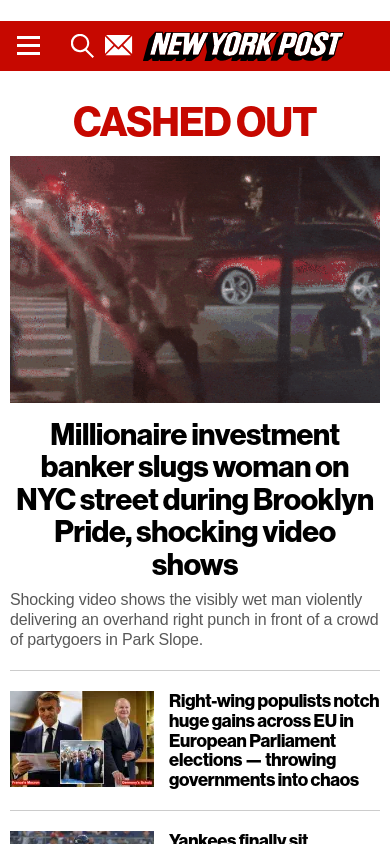 NEW YORK POST
CASHED OUT
Millionaire investment
banker slugs woman on
NYC street during Brooklyn
Pride, shocking video
shows
Shocking video shows the visibly wet man violently
delivering an overhand right punch in front of a crowd
of partygoers in Park Slope.
Right-wing populists notch
huge gains across EU in
European Parliament
elections — throwing
governments into chaos
Yankees finally sit